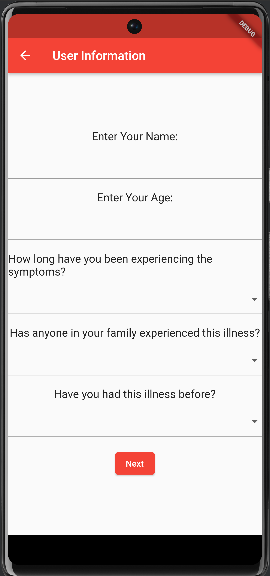 DEBUG
User Information
Enter Your Name:
Enter Your Age:
How long have you been experiencing the
symptoms?
Has anyone in your family experienced this illness?
Have you had this illness before?
Next